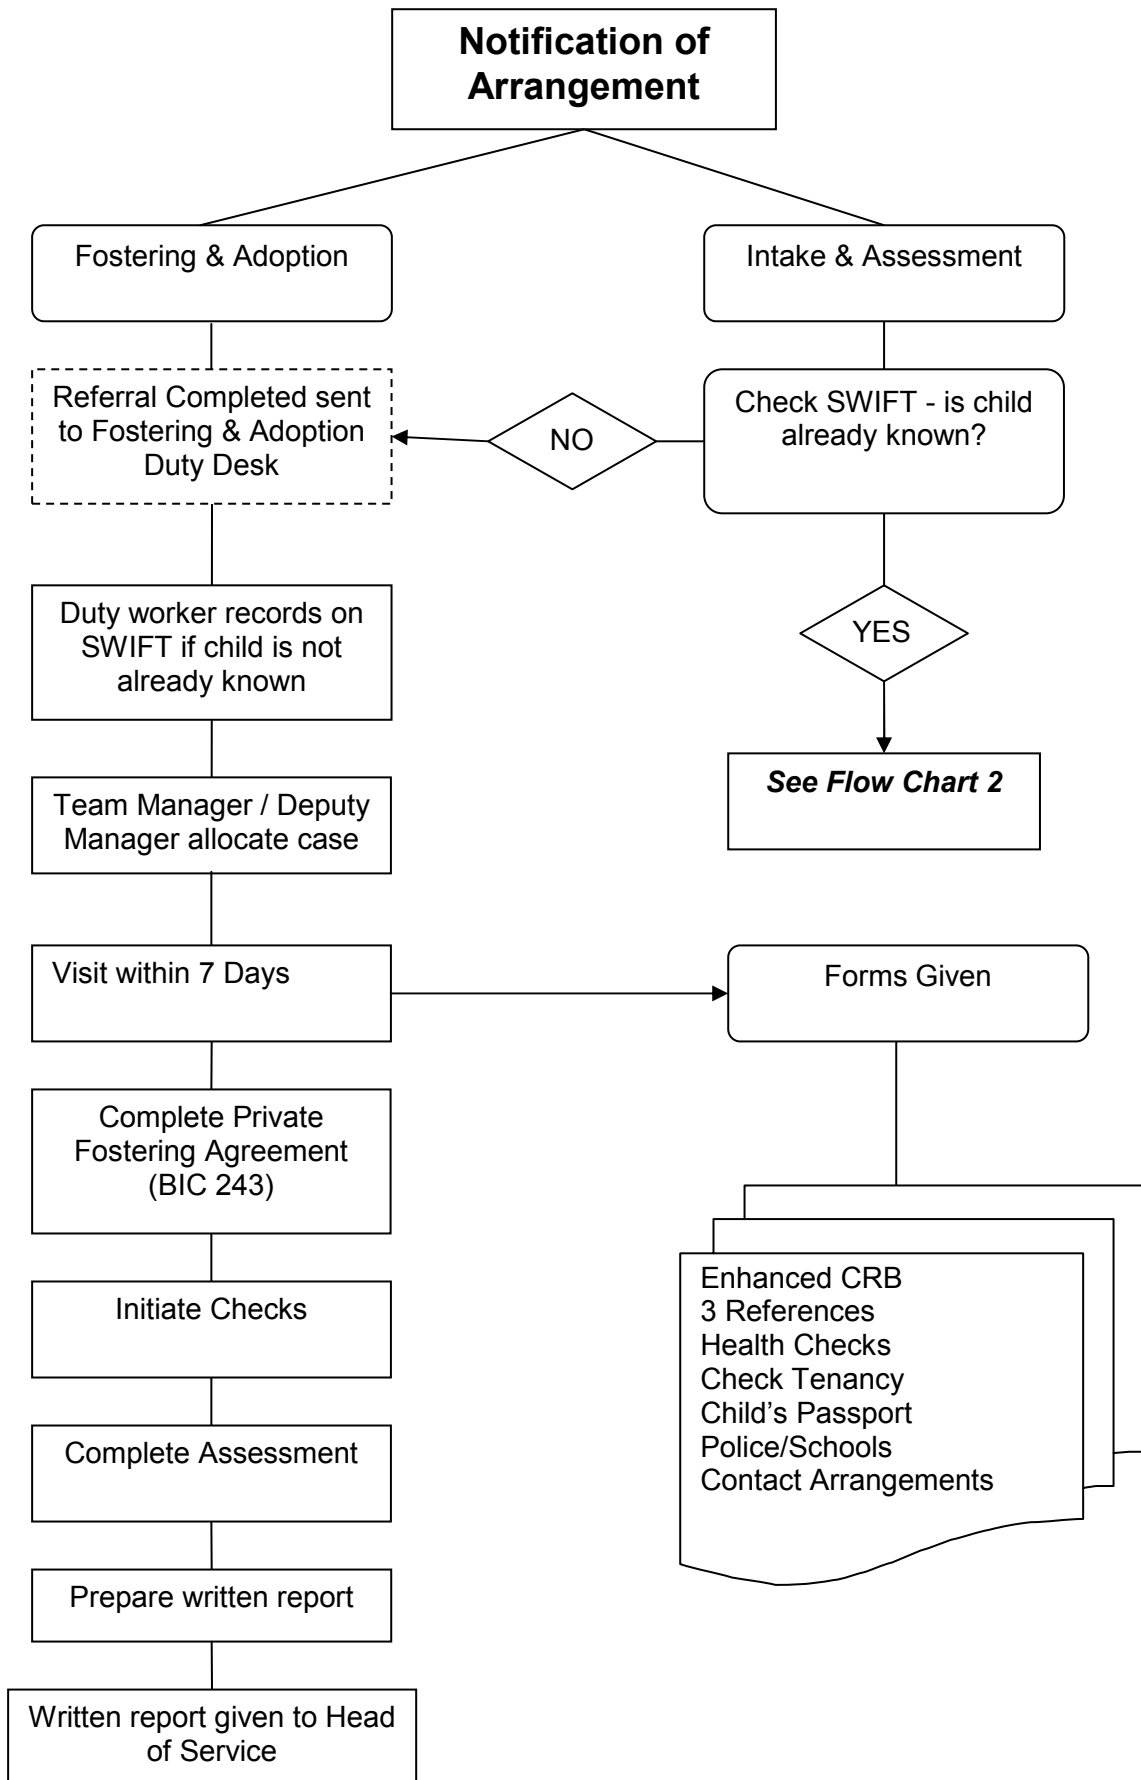 Notification of
Arrangement
Fostering & Adoption
Intake & Assessment
Referral Completed sent
to Fostering & Adoption
Duty Desk
NO
Check SWIFT - is child
already known?
Duty worker records on
SWIFT if child is not
already known
YES
Team Manager / Deputy
Manager allocate case
See Flow Chart 2
Visit within 7 Days
Forms Given
Complete Private
Fostering Agreement
(BIC 243)
Initiate Checks
Enhanced CRB
3 References
Health Checks
Check Tenancy
Child’s Passport
Police/Schools
Contact Arrangements
Complete Assessment
Prepare written report
Written report given to Head
of Service